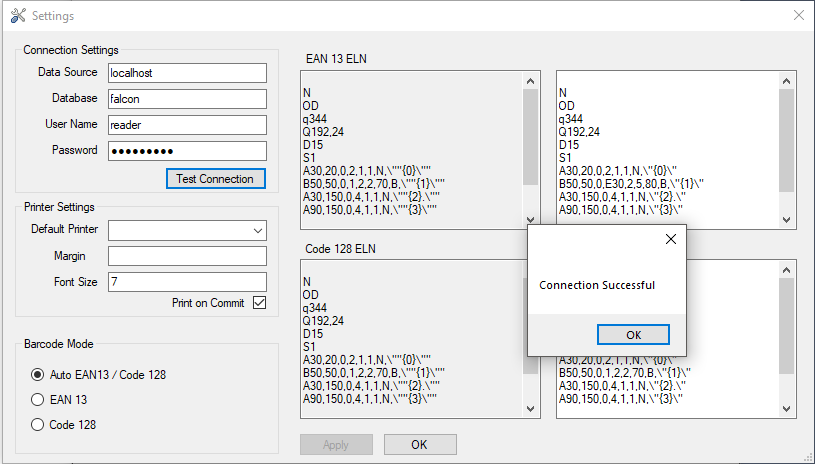 Settings
Connection Settings
Data Source
localhost
Database
falcon
User Name
reader
Password
●●●●●●●●●
Test Connection
Printer Settings
Default Printer
Margin
Font Size
7
Print on Commit
Barcode Mode
Auto EAN13 / Code 128
EAN 13
Code 128
EAN 13 ELN
N
OD
q344
Q192,24
D15
S1
A30,20,0,2,1,1,N,\""{0}\""
B50,50,0,1,2,2,70,B,\""{1}\""
A30,150,0,4,1,1,N,\""{2}.\""
A90,150,0,4,1,1,N,\""{3}\""
N
OD
q344
Q192,24
D15
S1
A30,20,0,2,1,1,N,\"{0}\"
B50,50,0,E30,2,5,80,B,\"{1}\"
A30,150,0,4,1,1,N,\"{2}.\"
A90,150,0,4,1,1,N,\"{3}\"
Code 128 ELN
N
OD
q344
Q192,24
D15
S1
A30,20,0,2,1,1,N,\""{0}\""
B50,50,0,1,2,2,70,B,\""{1}\""
A30,150,0,4,1,1,N,\""{2}.\""
A90,150,0,4,1,1,N,\""{3}\""
Connection Successful
OK
A30,20,0,2,1,1,N,\"{0}\"
B50,50,0,1,2,2,70,B,\"{1}\"
A30,150,0,4,1,1,N,\"{2}.\"
A90,150,0,4,1,1,N,\"{3}\"
Apply
OK